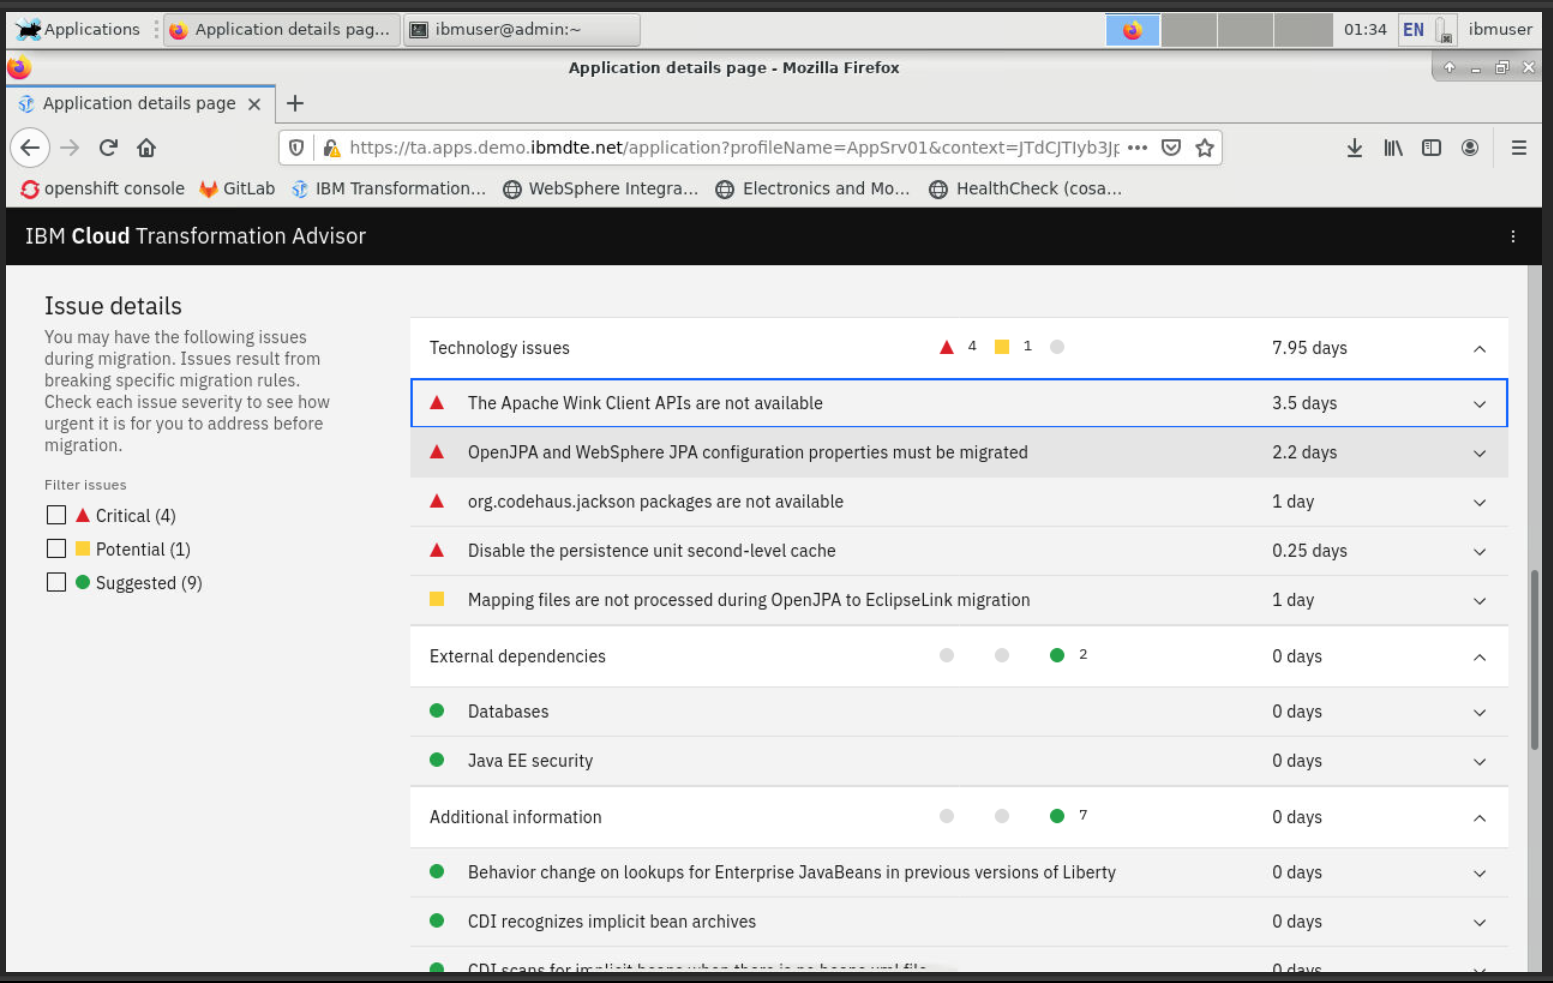 Applications
Application details pag...
ibmuser@admin:~
01:34
EN
ibmuser
Application details page - Mozilla Firefox
Application details page
https://ta.apps.demo.ibmdte.net/application?profileName=AppSrv01&context=JTdCJTIyb3Jp
openshift console
GitLab
IBM Transformation...
WebSphere Integra...
Electronics and Mo...
HealthCheck (cosa...
IBM Cloud Transformation Advisor
Issue details
You may have the following issues
during migration. Issues result from
breaking specific migration rules.
Check each issue severity to see how
urgent it is for you to address before
migration.
Filter issues
Critical (4)
Potential (1)
Suggested (9)
Technology issues 4 1 7.95 days
The Apache Wink Client APIs are not available 3.5 days
OpenJPA and WebSphere JPA configuration properties must be migrated 2.2 days
org.codehaus.jackson packages are not available 1 day
Disable the persistence unit second-level cache 0.25 days
Mapping files are not processed during OpenJPA to EclipseLink migration 1 day
External dependencies 2 0 days
Databases 0 days
Java EE security 0 days
Additional information 7 0 days
Behavior change on lookups for Enterprise JavaBeans in previous versions of Liberty 0 days
CDI recognizes implicit bean archives 0 days
CDI scans for implicit beans when there is no beans.xml file 0 days